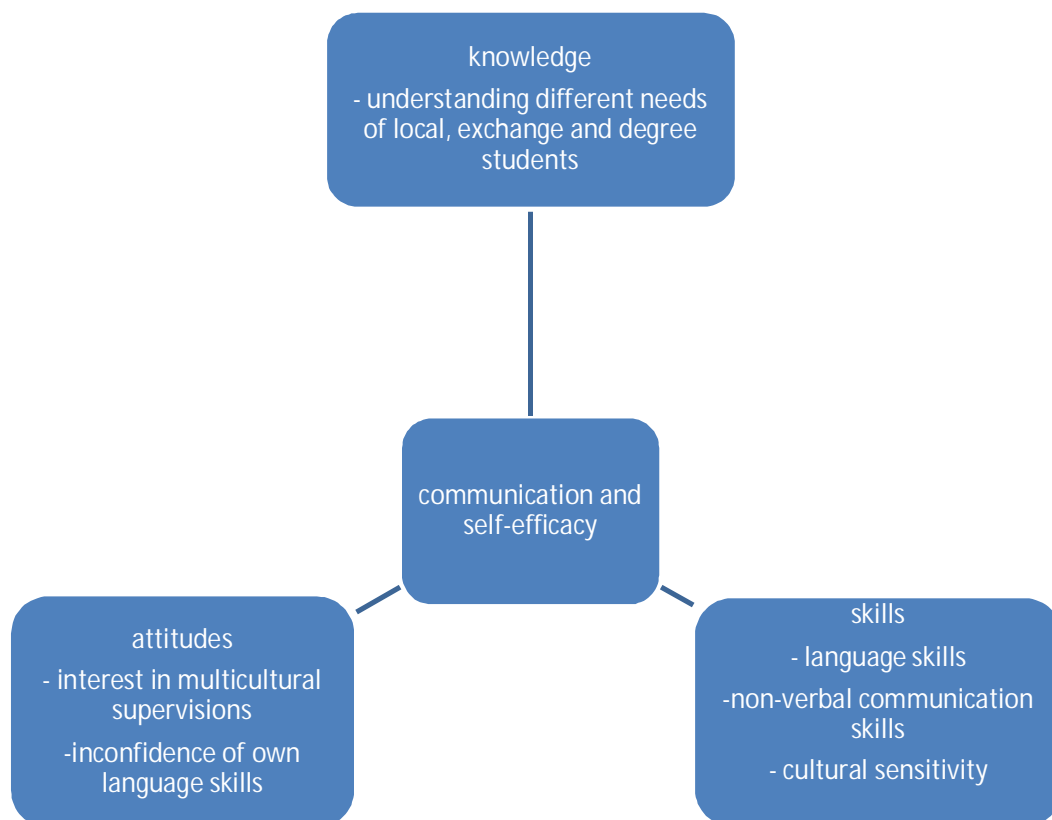 knowledge
- understanding different needs
of local, exchange and degree
students
communication and
self-efficacy
attitudes
- interest in multicultural
supervisions
-inconfidence of own
language skills
skills
- language skills
-non-verbal communication
skills
- cultural sensitivity